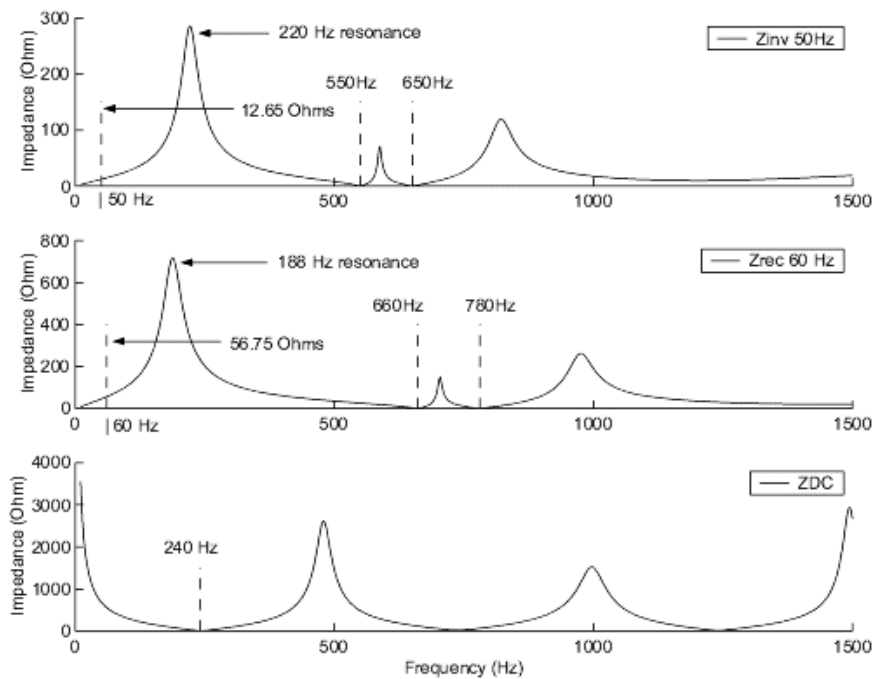 300
200
100
0
Impedance (Ohm)
220 Hz resonance
12.65 Ohms
550Hz
650Hz
Zinv 50Hz
0
| 50 Hz
500
1000
1500
800
600
400
200
0
Impedance (Ohm)
188 Hz resonance
56.75 Ohms
660Hz
780Hz
Zrec 60 Hz
0
| 60 Hz
500
1000
1500
4000
3000
2000
1000
0
Impedance (Ohm)
240 Hz
ZDC
0
500
1000
1500
Frequency (Hz)